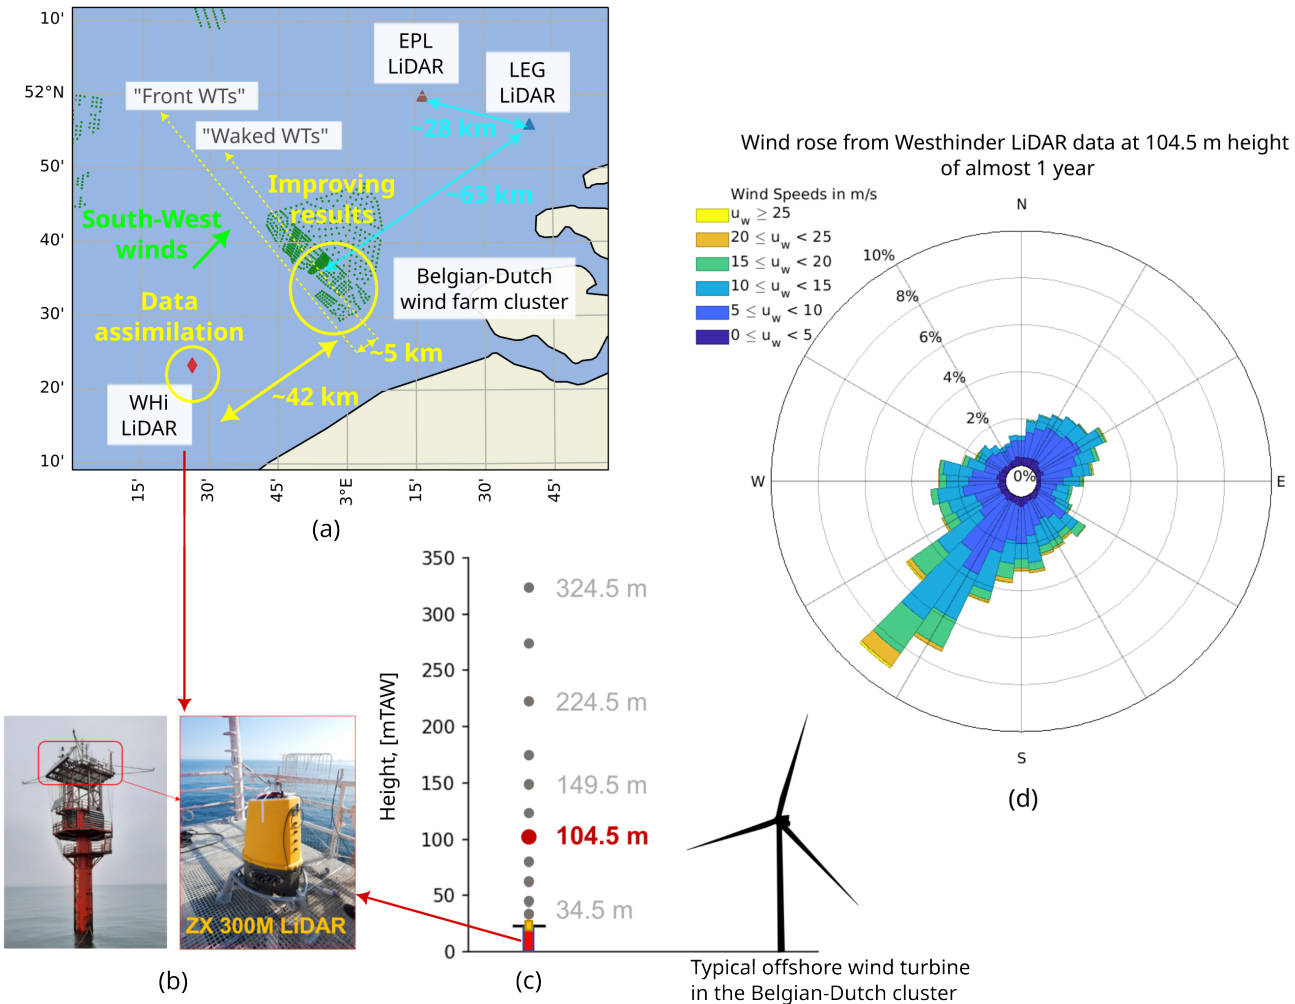 10'
52°N
50'
40'
30'
20'
10'
15'
30'
45'
3°E
15'
30'
45'
EPL
LiDAR
LEG
LiDAR
"Front WTs"
"Waked WTs"
~28 km
~63 km
Improving
results
South-West
winds
Belgian-Dutch
wind farm cluster
Data
assimilation
~5 km
~42 km
WHi
LiDAR
(a)
ZX 300M LiDAR
(b)
Height, [mTAW]
350
300
250
200
150
100
50
0
324.5 m
224.5 m
149.5 m
104.5 m
34.5 m
(c)
Typical offshore wind turbine
in the Belgian-Dutch cluster
Wind rose from Westhinder LiDAR data at 104.5 m height
of almost 1 year
Wind Speeds in m/s
u_w ≥ 25
20 ≤ u_w < 25
15 ≤ u_w < 20
10 ≤ u_w < 15
5 ≤ u_w < 10
0 ≤ u_w < 5
N
10%
8%
6%
4%
2%
0%
W
E
S
(d)